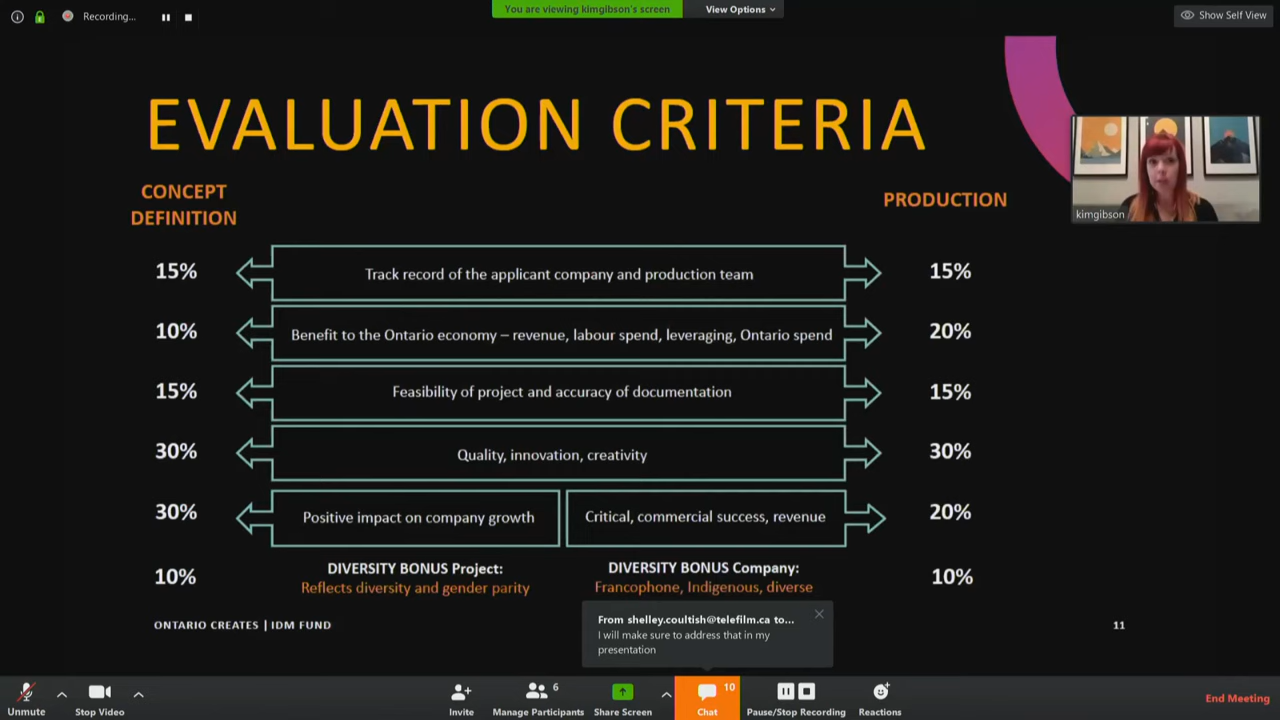 Recording...
You are viewing kimgibson's screen
View Options
Show Self View
EVALUATION CRITERIA
CONCEPT
DEFINITION
PRODUCTION
kimgibson
15%
Track record of the applicant company and production team
15%
10%
Benefit to the Ontario economy – revenue, labour spend, leveraging, Ontario spend
20%
15%
Feasibility of project and accuracy of documentation
15%
30%
Quality, innovation, creativity
30%
30%
Positive impact on company growth
Critical, commercial success, revenue
20%
10%
DIVERSITY BONUS Project:
Reflects diversity and gender parity
DIVERSITY BONUS Company:
Francophone, Indigenous, diverse
10%
From shelley.coultish@telefilm.ca to...
I will make sure to address that in my
presentation
ONTARIO CREATES | IDM FUND
11
Unmute
Stop Video
Invite
6
Manage Participants
Share Screen
10
Chat
Pause/Stop Recording
Reactions
End Meeting